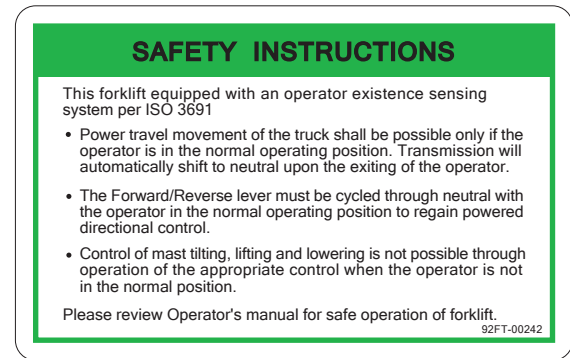 SAFETY INSTRUCTIONS
This forklift equipped with an operator existence sensing
system per ISO 3691
• Power travel movement of the truck shall be possible only if the
operator is in the normal operating position. Transmission will
automatically shift to neutral upon the exiting of the operator.
• The Forward/Reverse lever must be cycled through neutral with
the operator in the normal operating position to regain powered
directional control.
• Control of mast tilting, lifting and lowering is not possible through
operation of the appropriate control when the operator is not
in the normal position.
Please review Operator's manual for safe operation of forklift.
92FT-00242